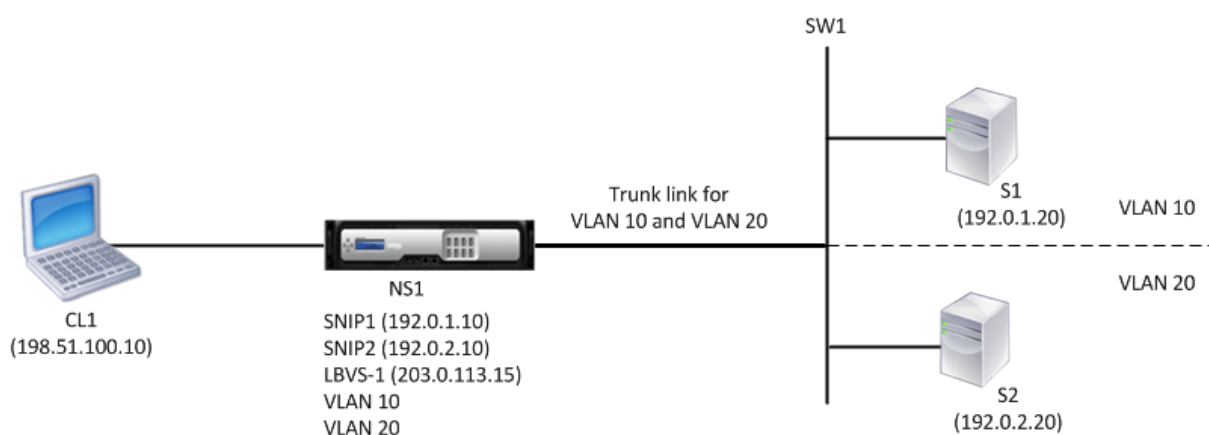 SW1
S1
(192.0.1.20)
VLAN 10
Trunk link for
VLAN 10 and VLAN 20
VLAN 20
CL1
(198.51.100.10)
NS1
SNIP1 (192.0.1.10)
SNIP2 (192.0.2.10)
LBVS-1 (203.0.113.15)
VLAN 10
VLAN 20
S2
(192.0.2.20)